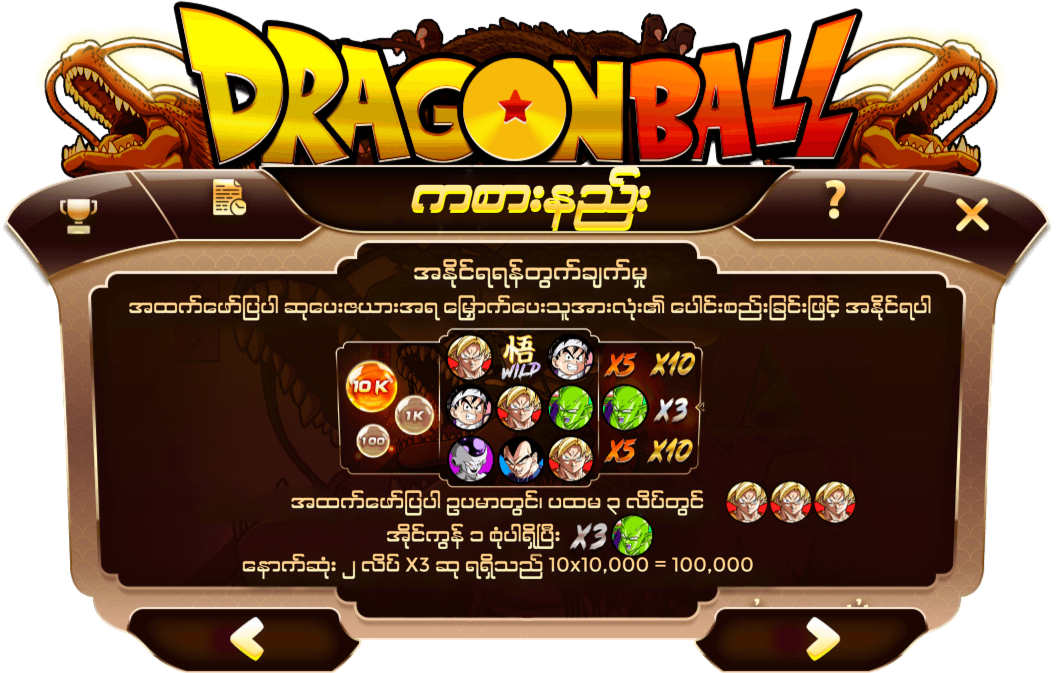 DRAGON BALL
ကစားနည်း
?
အနိုင်ရရန်တွက်ချက်မှု
အထက်ဖော်ပြပါ ဆုပေးဇယားအရ မြှောက်ပေးသူအားလုံး၏ ပေါင်းစည်းခြင်းဖြင့် အနိုင်ရပါ
悟 X5 X10
10 K WILD
1K X3
100 X5 X10
အထက်ဖော်ပြပါ ဥပမာတွင်၊ ပထမ ၃ လိပ်တွင်
အိုင်ကွန် ၁ စုံပါရှိပြီး X3
နောက်ဆုံး ၂ လိပ် X3 ဆု ရရှိသည် 10x10,000 = 100,000